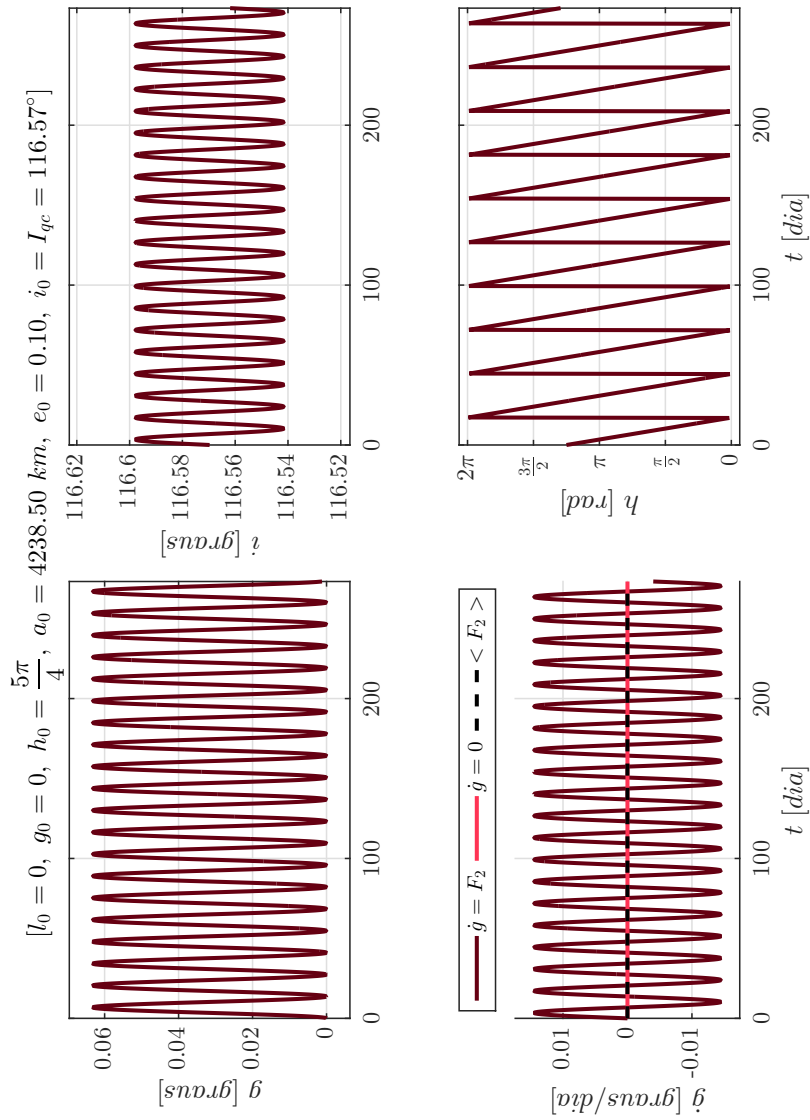 [l₀ = 0, g₀ = 0, h₀ = 5π/4, a₀ = 4238.50 km, e₀ = 0.10, i₀ = I_qc = 116.57°]
g [graus]
0.06
0.04
0.02
0
0
100
200
i [graus]
116.62
116.6
116.58
116.56
116.54
116.52
0
100
200
ġ = F₂
ġ = 0
< F₂ >
ġ [graus/dia]
0.01
0
-0.01
0
100
200
t [dia]
h [rad]
2π
3π/2
π
π/2
0
0
100
200
t [dia]